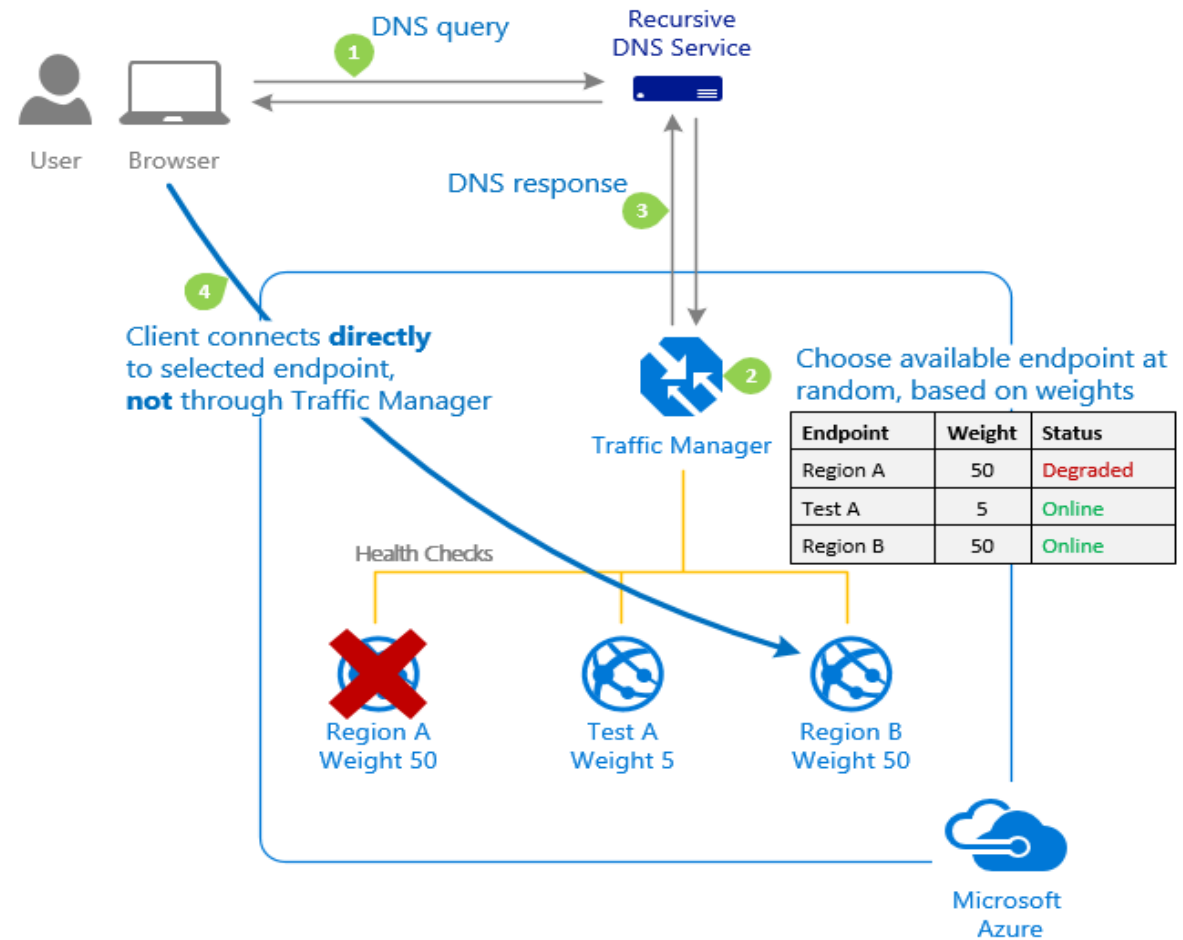 DNS query
1
Recursive
DNS Service
User
Browser
DNS response
3
4
Client connects directly
to selected endpoint,
not through Traffic Manager
2
Traffic Manager
Choose available endpoint at
random, based on weights
Endpoint Weight Status
Region A 50 Degraded
Test A 5 Online
Region B 50 Online
Health Checks
Region A
Weight 50
Test A
Weight 5
Region B
Weight 50
Microsoft
Azure